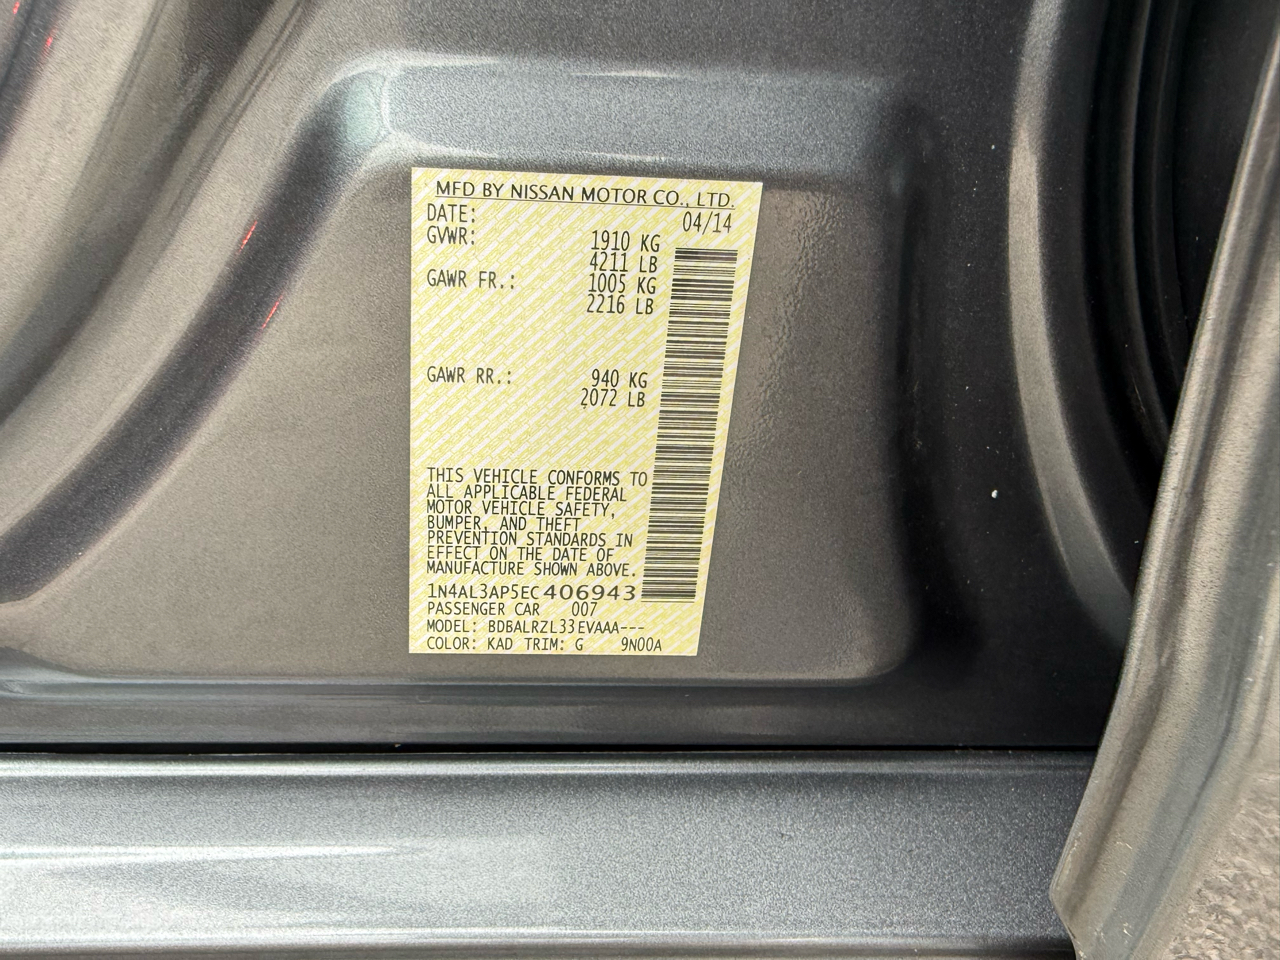 MFD BY NISSAN MOTOR CO., LTD.
DATE: 04/14
GVWR: 1910 KG
4211 LB
GAWR FR.: 1005 KG
2216 LB
GAWR RR.: 940 KG
2072 LB
THIS VEHICLE CONFORMS TO
ALL APPLICABLE FEDERAL
MOTOR VEHICLE SAFETY,
BUMPER, AND THEFT
PREVENTION STANDARDS IN
EFFECT ON THE DATE OF
MANUFACTURE SHOWN ABOVE.
1N4AL3AP5EC406943
PASSENGER CAR 007
MODEL: BDBALRZL33EVAAA---
COLOR: KAD TRIM: G 9N00A